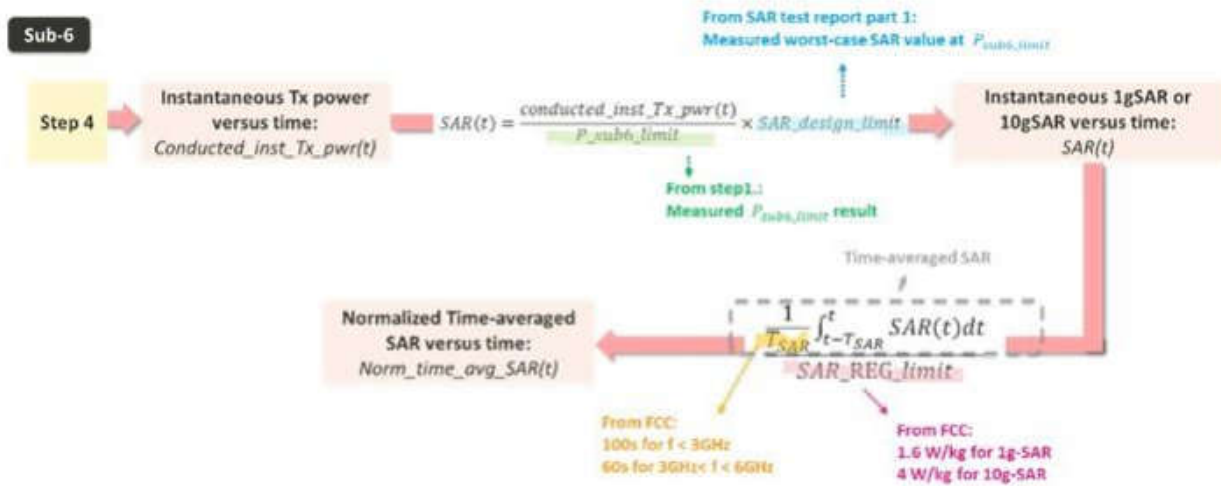 Sub-6
From SAR test report part 1:
Measured worst-case SAR value at P_sub6_limit
Step 4
Instantaneous Tx power
versus time:
Conducted_inst_Tx_pwr(t)
SAR(t) = conducted_inst_Tx_pwr(t) / P_sub6_limit × SAR_design_limit
Instantaneous 1gSAR or
10gSAR versus time:
SAR(t)
From step1.:
Measured P_sub6_limit result
Time-averaged SAR
Normalized Time-averaged
SAR versus time:
Norm_time_avg_SAR(t)
1/T_SAR ∫_{t−T_SAR}^{t} SAR(t)dt
SAR_REG_limit
From FCC:
100s for f < 3GHz
60s for 3GHz< f < 6GHz
From FCC:
1.6 W/kg for 1g-SAR
4 W/kg for 10g-SAR